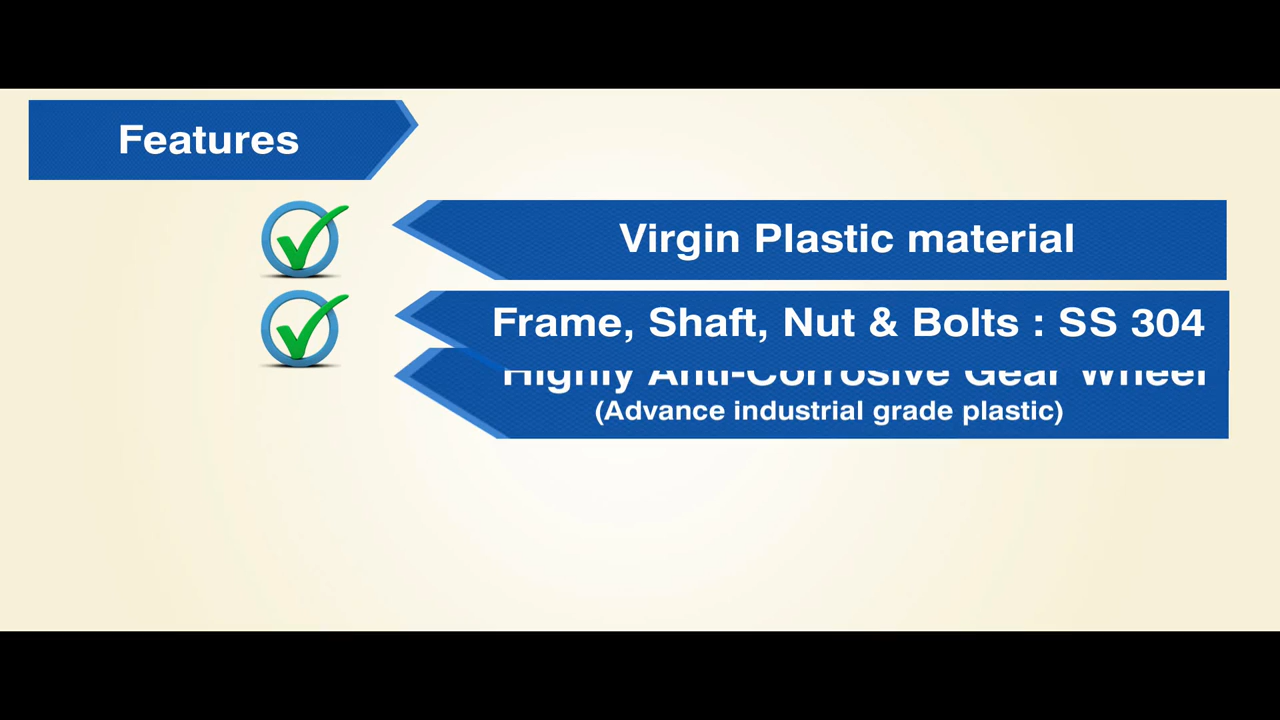 Features
Virgin Plastic material
Frame, Shaft, Nut & Bolts : SS 304
Highly Anti-Corrosive Gear Wheel
(Advance industrial grade plastic)